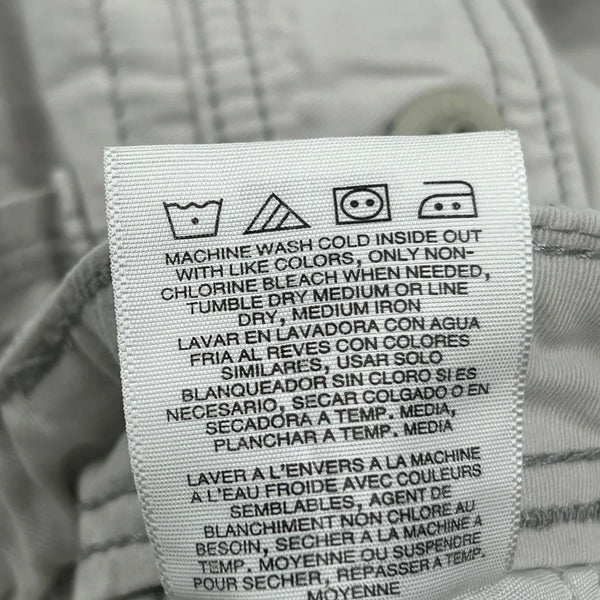 MACHINE WASH COLD INSIDE OUT
WITH LIKE COLORS, ONLY NON-
CHLORINE BLEACH WHEN NEEDED,
TUMBLE DRY MEDIUM OR LINE
DRY, MEDIUM IRON
LAVAR EN LAVADORA CON AGUA
FRIA AL REVES CON COLORES
SIMILARES, USAR SOLO
BLANQUEADOR SIN CLORO SI ES
NECESARIO, SECAR COLGADO O EN
SECADORA A TEMP. MEDIA,
PLANCHAR A TEMP. MEDIA
LAVER A L'ENVERS A LA MACHINE
A L'EAU FROIDE AVEC COULEURS
SEMBLABLES, AGENT DE
BLANCHIMENT NON CHLORE AU
BESOIN, SECHER A LA MACHINE A
TEMP. MOYENNE OU SUSPENDRE
POUR SECHER, REPASSER A TEMP.
MOYENNE